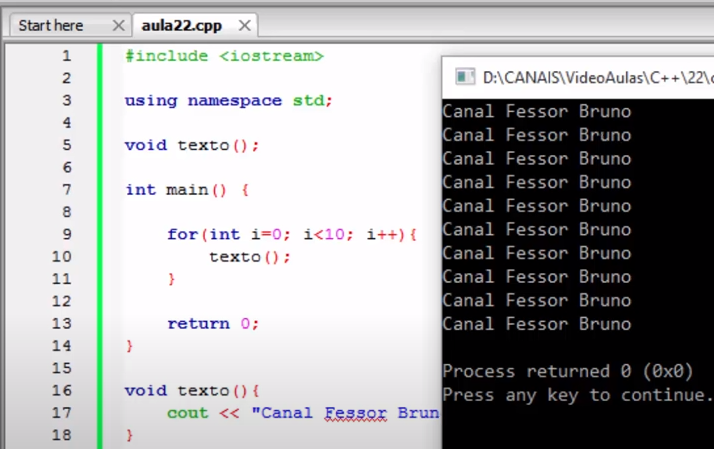 Start here × aula22.cpp ×
1 #include <iostream>
2
3 using namespace std;
4
5 void texto();
6
7 int main() {
8
9 for(int i=0; i<10; i++){
10 texto();
11 }
12
13 return 0;
14 }
15
16 void texto(){
17 cout << "Canal Fessor Brun
18 }
D:\CANAIS\VideoAulas\C++\22\
Canal Fessor Bruno
Canal Fessor Bruno
Canal Fessor Bruno
Canal Fessor Bruno
Canal Fessor Bruno
Canal Fessor Bruno
Canal Fessor Bruno
Canal Fessor Bruno
Canal Fessor Bruno
Canal Fessor Bruno
Process returned 0 (0x0)
Press any key to continue.